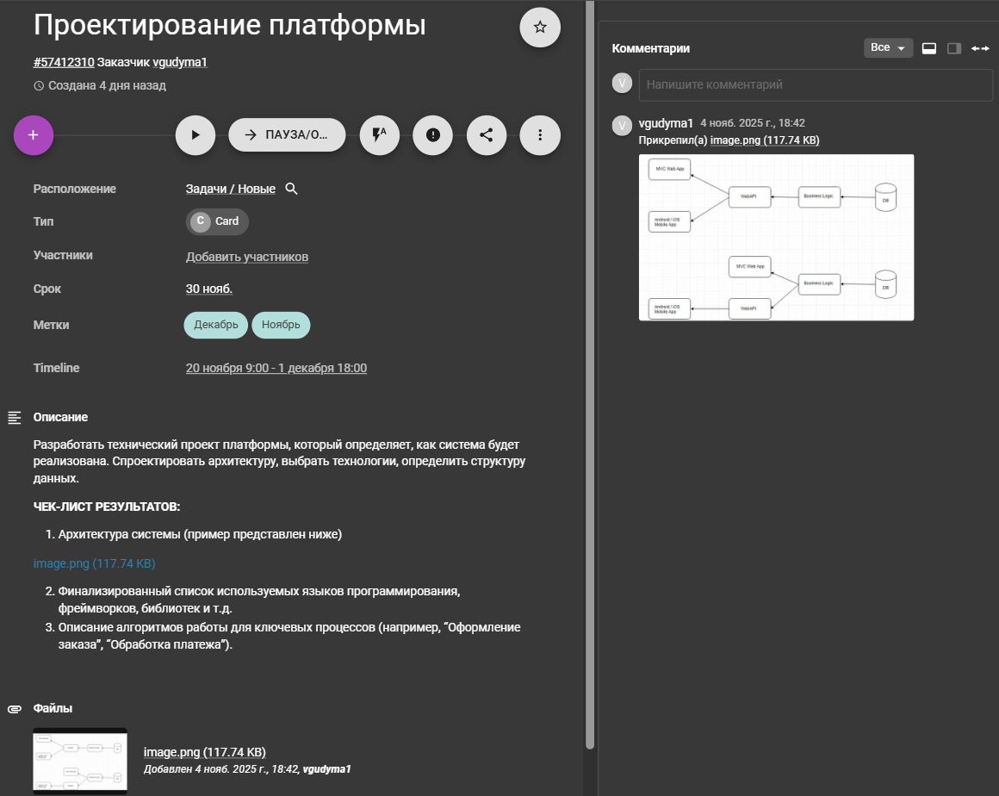 Проектирование платформы
#57412310 Заказчик vgudyma1
Создана 4 дня назад
ПАУЗА/О...
Расположение
Задачи / Новые
Тип
C Card
Участники
Добавить участников
Срок
30 нояб.
Метки
Декабрь Ноябрь
Timeline
20 ноября 9:00 - 1 декабря 18:00
Описание
Разработать технический проект платформы, который определяет, как система будет
реализована. Спроектировать архитектуру, выбрать технологии, определить структуру
данных.
ЧЕК-ЛИСТ РЕЗУЛЬТАТОВ:
1. Архитектура системы (пример представлен ниже)
image.png (117.74 KB)
2. Финализированный список используемых языков программирования,
фреймворков, библиотек и т.д.
3. Описание алгоритмов работы для ключевых процессов (например, “Оформление
заказа”, “Обработка платежа”).
Файлы
image.png (117.74 KB)
Добавлен 4 нояб. 2025 г., 18:42, vgudyma1
Комментарии
Все
V
Напишите комментарий
V
vgudyma1 4 нояб. 2025 г., 18:42
Прикрепил(а) image.png (117.74 KB)
MVC Web App
WebAPI
Business Logic
DB
Android / iOS
Mobile App
MVC Web App
Business Logic
DB
Android / iOS
Mobile App
WebAPI